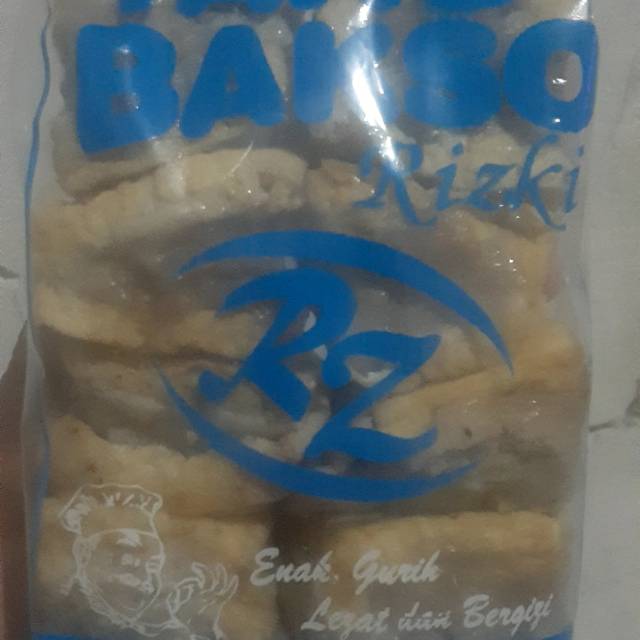 BAKSO
Rizki
RZ
Enak, Gurih
Lezat dan Bergizi